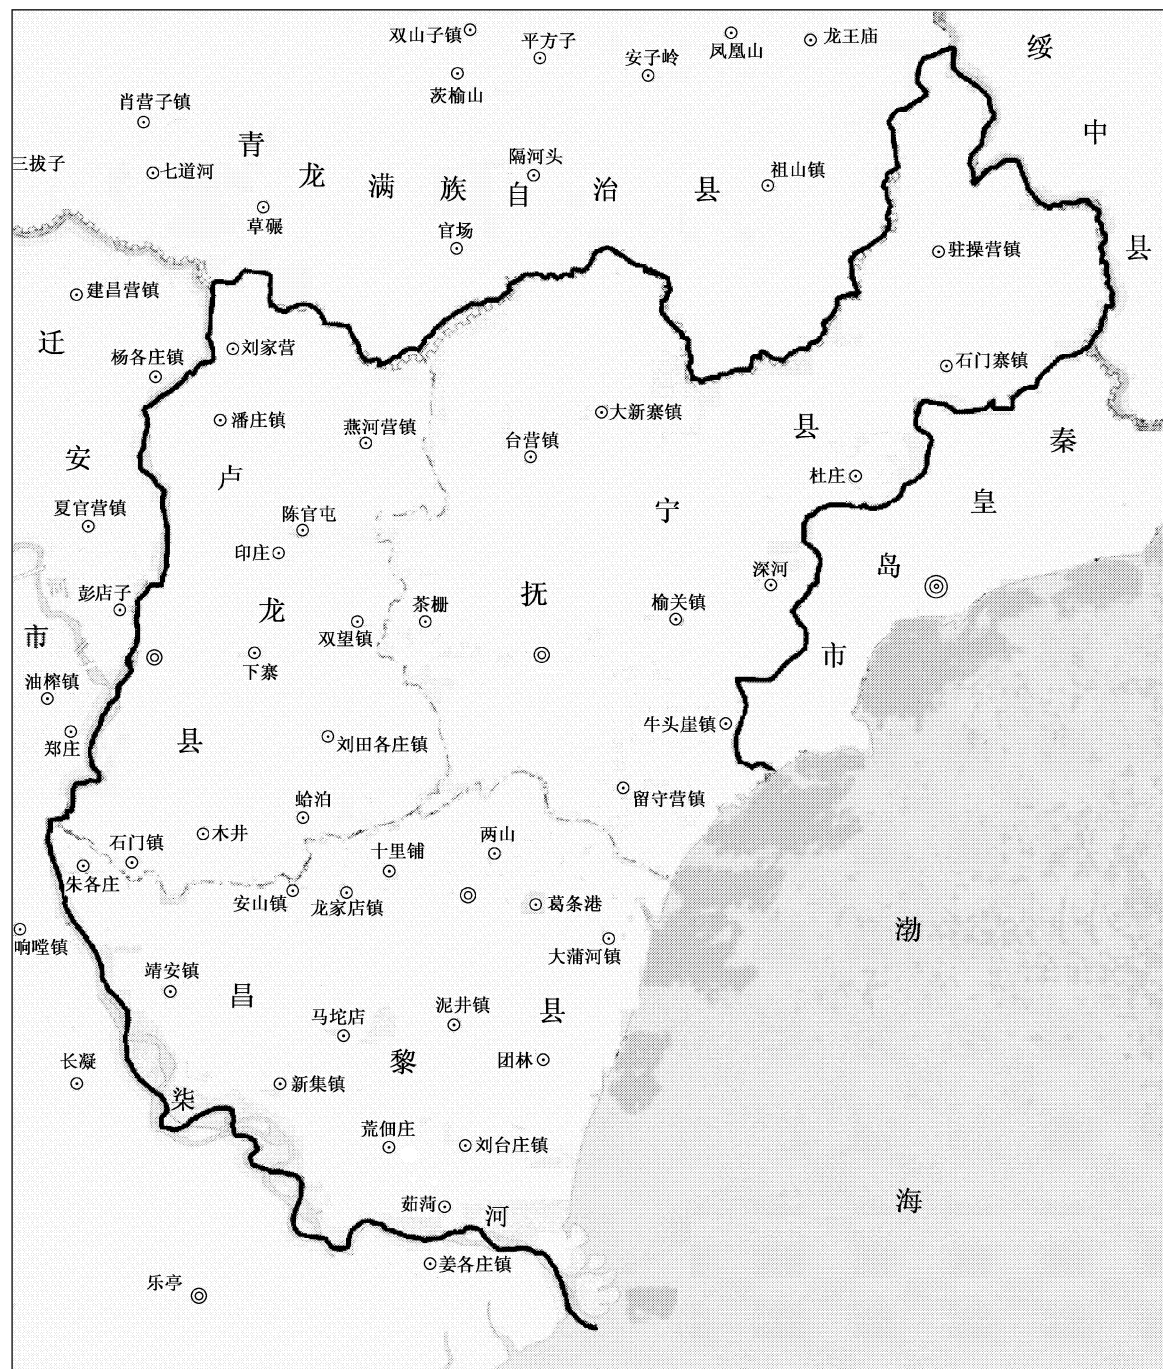 双山子镇
平方子
安子岭
凤凰山
龙王庙
绥中县
茨榆山
肖营子镇
三拔子
七道河
隔河头
祖山镇
青龙满族自治县
草碾
官场
驻操营镇
建昌营镇
迁安市
杨各庄镇
刘家营
石门寨镇
潘庄镇
燕河营镇
台营镇
大新寨镇
抚宁县
秦皇岛市
杜庄
卢龙县
夏官营镇
陈官屯
印庄
深河
彭店子
双望镇
茶棚
榆关镇
下寨
油榨镇
郑庄
刘田各庄镇
牛头崖镇
留守营镇
蛤泊
木井
石门镇
朱各庄
两山
十里铺
安山镇
龙家店镇
葛条港
大蒲河镇
响嘡镇
靖安镇
昌黎县
马坨店
泥井镇
团林
长凝
新集镇
柒河
荒佃庄
刘台庄镇
茹荷
姜各庄镇
乐亭
渤海